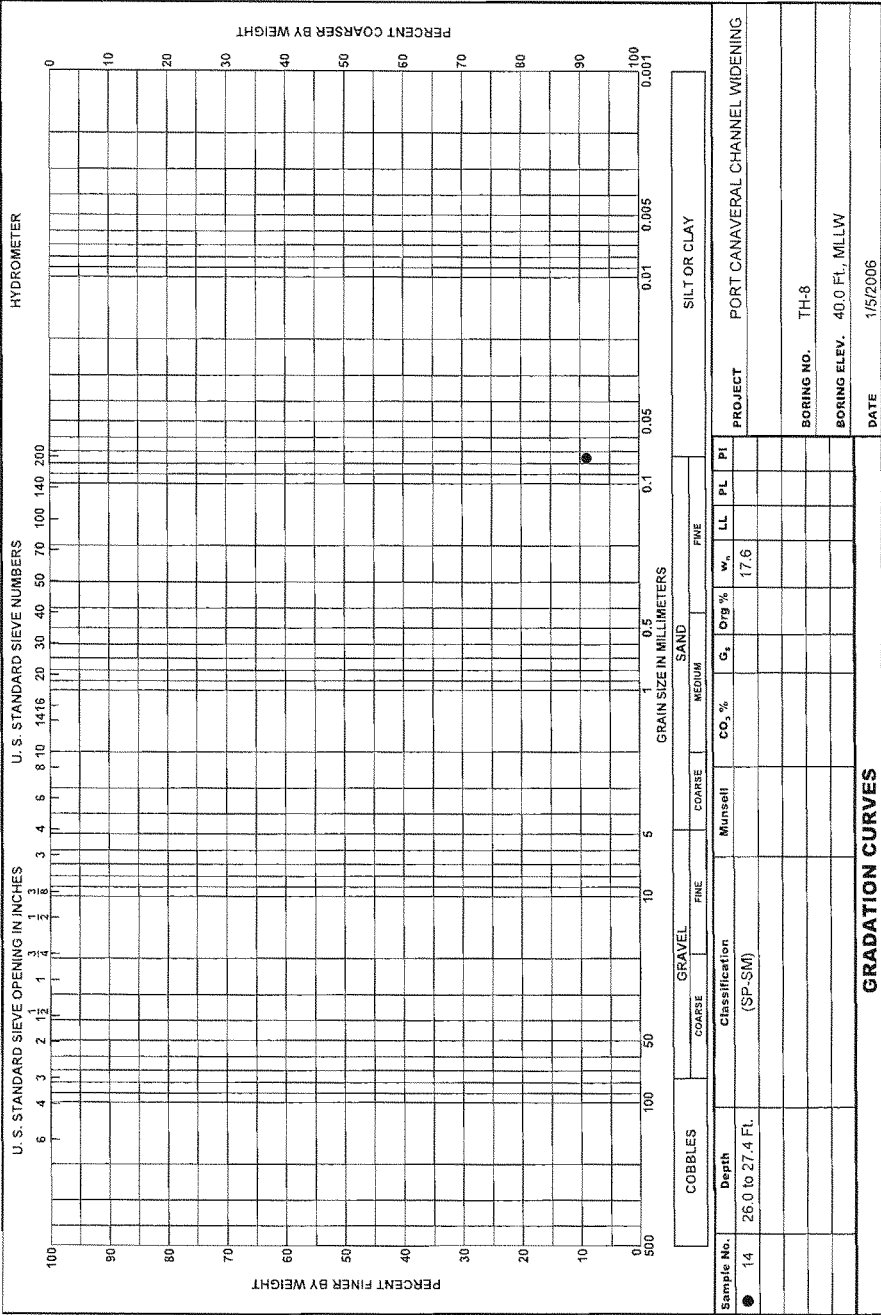 U. S. STANDARD SIEVE OPENING IN INCHES
U. S. STANDARD SIEVE NUMBERS
HYDROMETER
6 4 3 2 1 1/2 1 3/4 1/2 3/8 3 4 6 8 10 14 16 20 30 40 50 70 100 140 200
PERCENT FINER BY WEIGHT
100
90
80
70
60
50
40
30
20
10
0
PERCENT COARSER BY WEIGHT
0
10
20
30
40
50
60
70
80
90
100
500 100 50 10 5 1 0.5 0.1 0.05 0.01 0.005 0.001
GRAIN SIZE IN MILLIMETERS
COBBLES
GRAVEL
COARSE FINE
SAND
COARSE MEDIUM FINE
SILT OR CLAY
Sample No. Depth Classification Munsell CO₃ % Gₛ Org % wₙ LL PL PI
14 26.0 to 27.4 Ft. (SP-SM) 17.6
PROJECT PORT CANAVERAL CHANNEL WIDENING
BORING NO. TH-8
BORING ELEV. 40.0 Ft., MLLW
DATE 1/5/2006
GRADATION CURVES